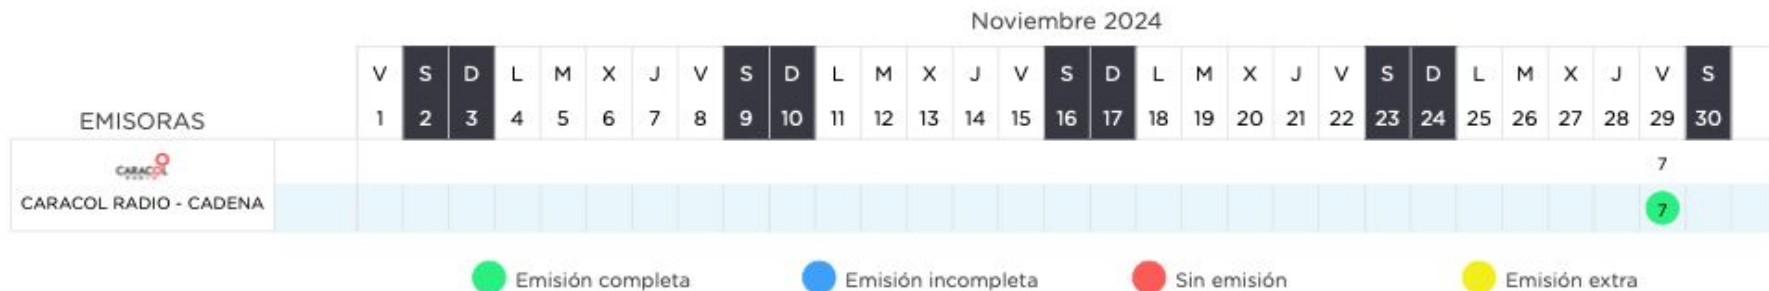 Noviembre 2024
V S D L M X J V S D L M X J V S D L M X J V S D L M X J V S
EMISORAS 1 2 3 4 5 6 7 8 9 10 11 12 13 14 15 16 17 18 19 20 21 22 23 24 25 26 27 28 29 30
CARACOL 7
CARACOL RADIO - CADENA 7
Emisión completa Emisión incompleta Sin emisión Emisión extra